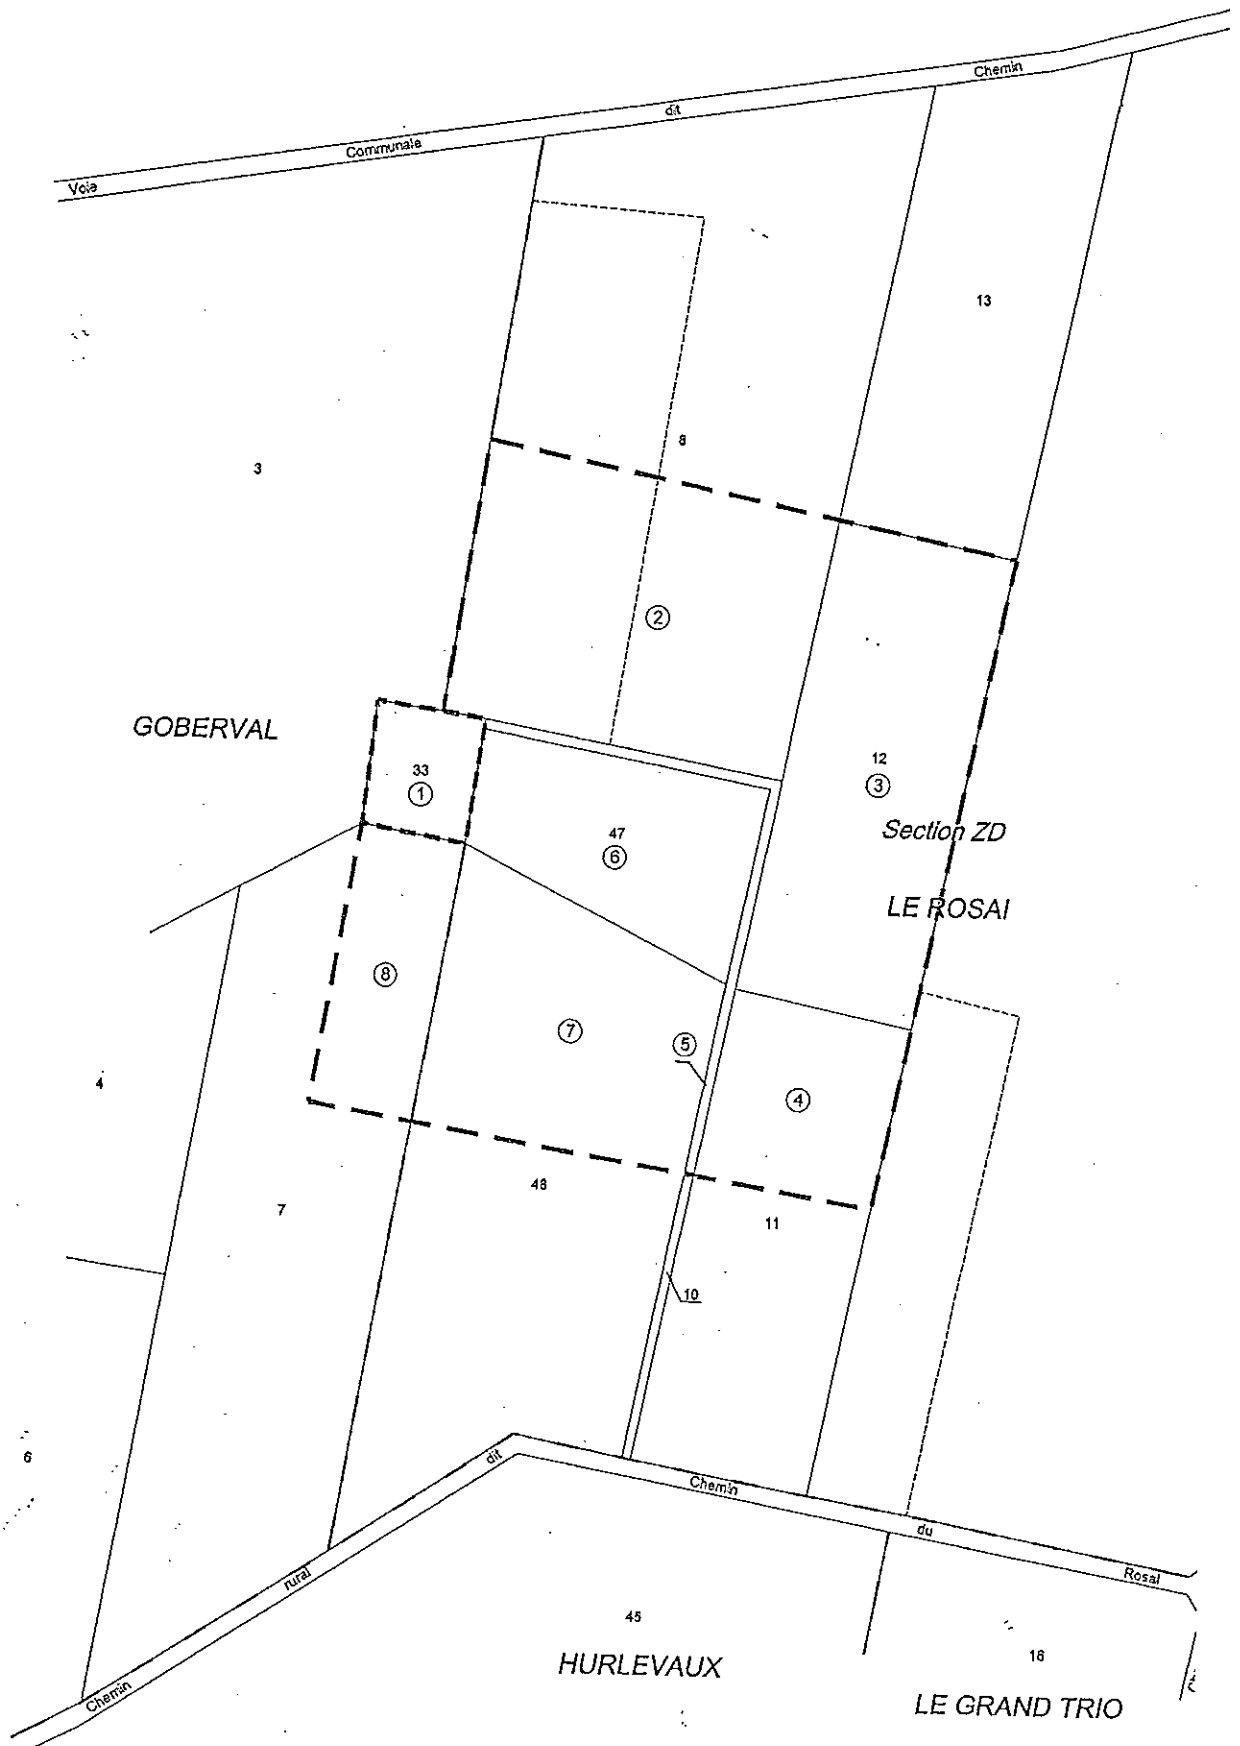 Chemin
dit
Communale
Voie
13
8
3
2
GOBERVAL
12
3
33
1
47
6
Section ZD
LE ROSAI
8
7
5
4
4
48
7
11
10
6
dit
Chemin
du
rural
Rosai
45
16
HURLEVAUX
Chemin
LE GRAND TRIO